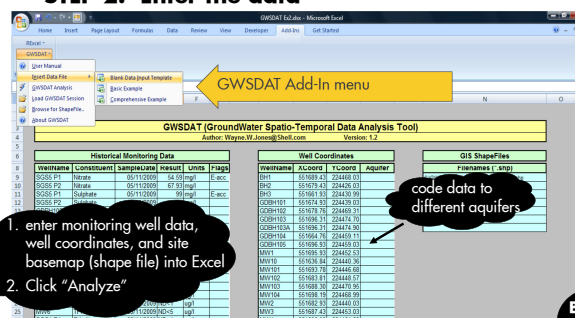 STEP 2: Enter the data
GWSDAT Ex2.xlsx - Microsoft Excel
Home Insert Page Layout Formulas Data Review View Developer Add-Ins Get Started
RExcel
GWSDAT
User Manual
Insert Data File
Blank Data Input Template
GWSDAT Analysis
Basic Example
Load GWSDAT Session
Comprehensive Example
Browse for ShapeFile..
About GWSDAT
GWSDAT Add-In menu
F N O
GWSDAT (GroundWater Spatio-Temporal Data Analysis Tool)
Author: Wayne.W.Jones@Shell.com Version: 1.2
Historical Monitoring Data
WellName Constituent SampleDate Result Units Flags
SGS5 P1 Nitrate 05/11/2009 54.59 mg/l E-acc
SGS5 P2 Nitrate 05/11/2009 67.93 mg/l
SGS5 P1 Sulphate 05/11/2009 99 mg/l E-acc
SGS5 P2 Sulphate
Well Coordinates
WellName XCoord YCoord Aquifer
BH1 551689.43 224468.03
BH2 551679.43 224426.03
BH3 551661.93 224430.99
GDBH101 551674.93 224439.03
GDBH102 551678.76 224469.31
GDBH103 551696.31 224474.70
GDBH103A 551696.31 224474.90
GDBH104 551664.76 224459.11
GDBH105 551696.93 224459.03
MW1 551695.93 224452.53
MW10 551636.84 224440.36
MW101 551693.78 224446.68
MW102 551683.81 224448.57
MW103 551688.30 224470.95
MW104 551698.19 224468.99
MW2 551682.93 224440.03
MW3 551687.43 224453.03
GIS ShapeFiles
Filenames (*.shp)
code data to
different aquifers
1. enter monitoring well data,
well coordinates, and site
basemap (shape file) into Excel
2. Click "Analyze"